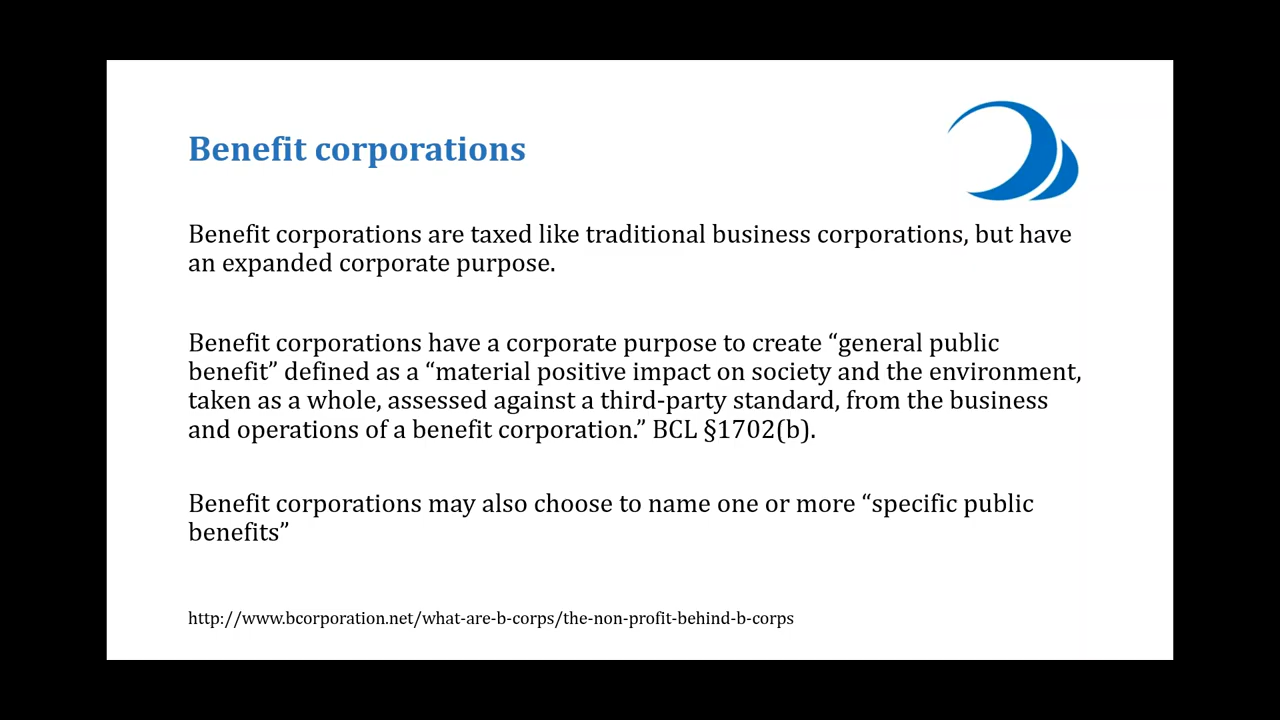 Benefit corporations
Benefit corporations are taxed like traditional business corporations, but have
an expanded corporate purpose.
Benefit corporations have a corporate purpose to create “general public
benefit” defined as a “material positive impact on society and the environment,
taken as a whole, assessed against a third-party standard, from the business
and operations of a benefit corporation.” BCL §1702(b).
Benefit corporations may also choose to name one or more “specific public
benefits”
http://www.bcorporation.net/what-are-b-corps/the-non-profit-behind-b-corps